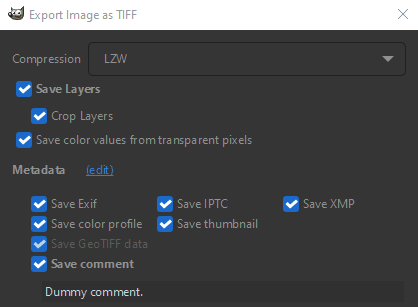 Export Image as TIFF
Compression LZW
Save Layers
Crop Layers
Save color values from transparent pixels
Metadata (edit)
Save Exif Save IPTC Save XMP
Save color profile Save thumbnail
Save GeoTIFF data
Save comment
Dummy comment.